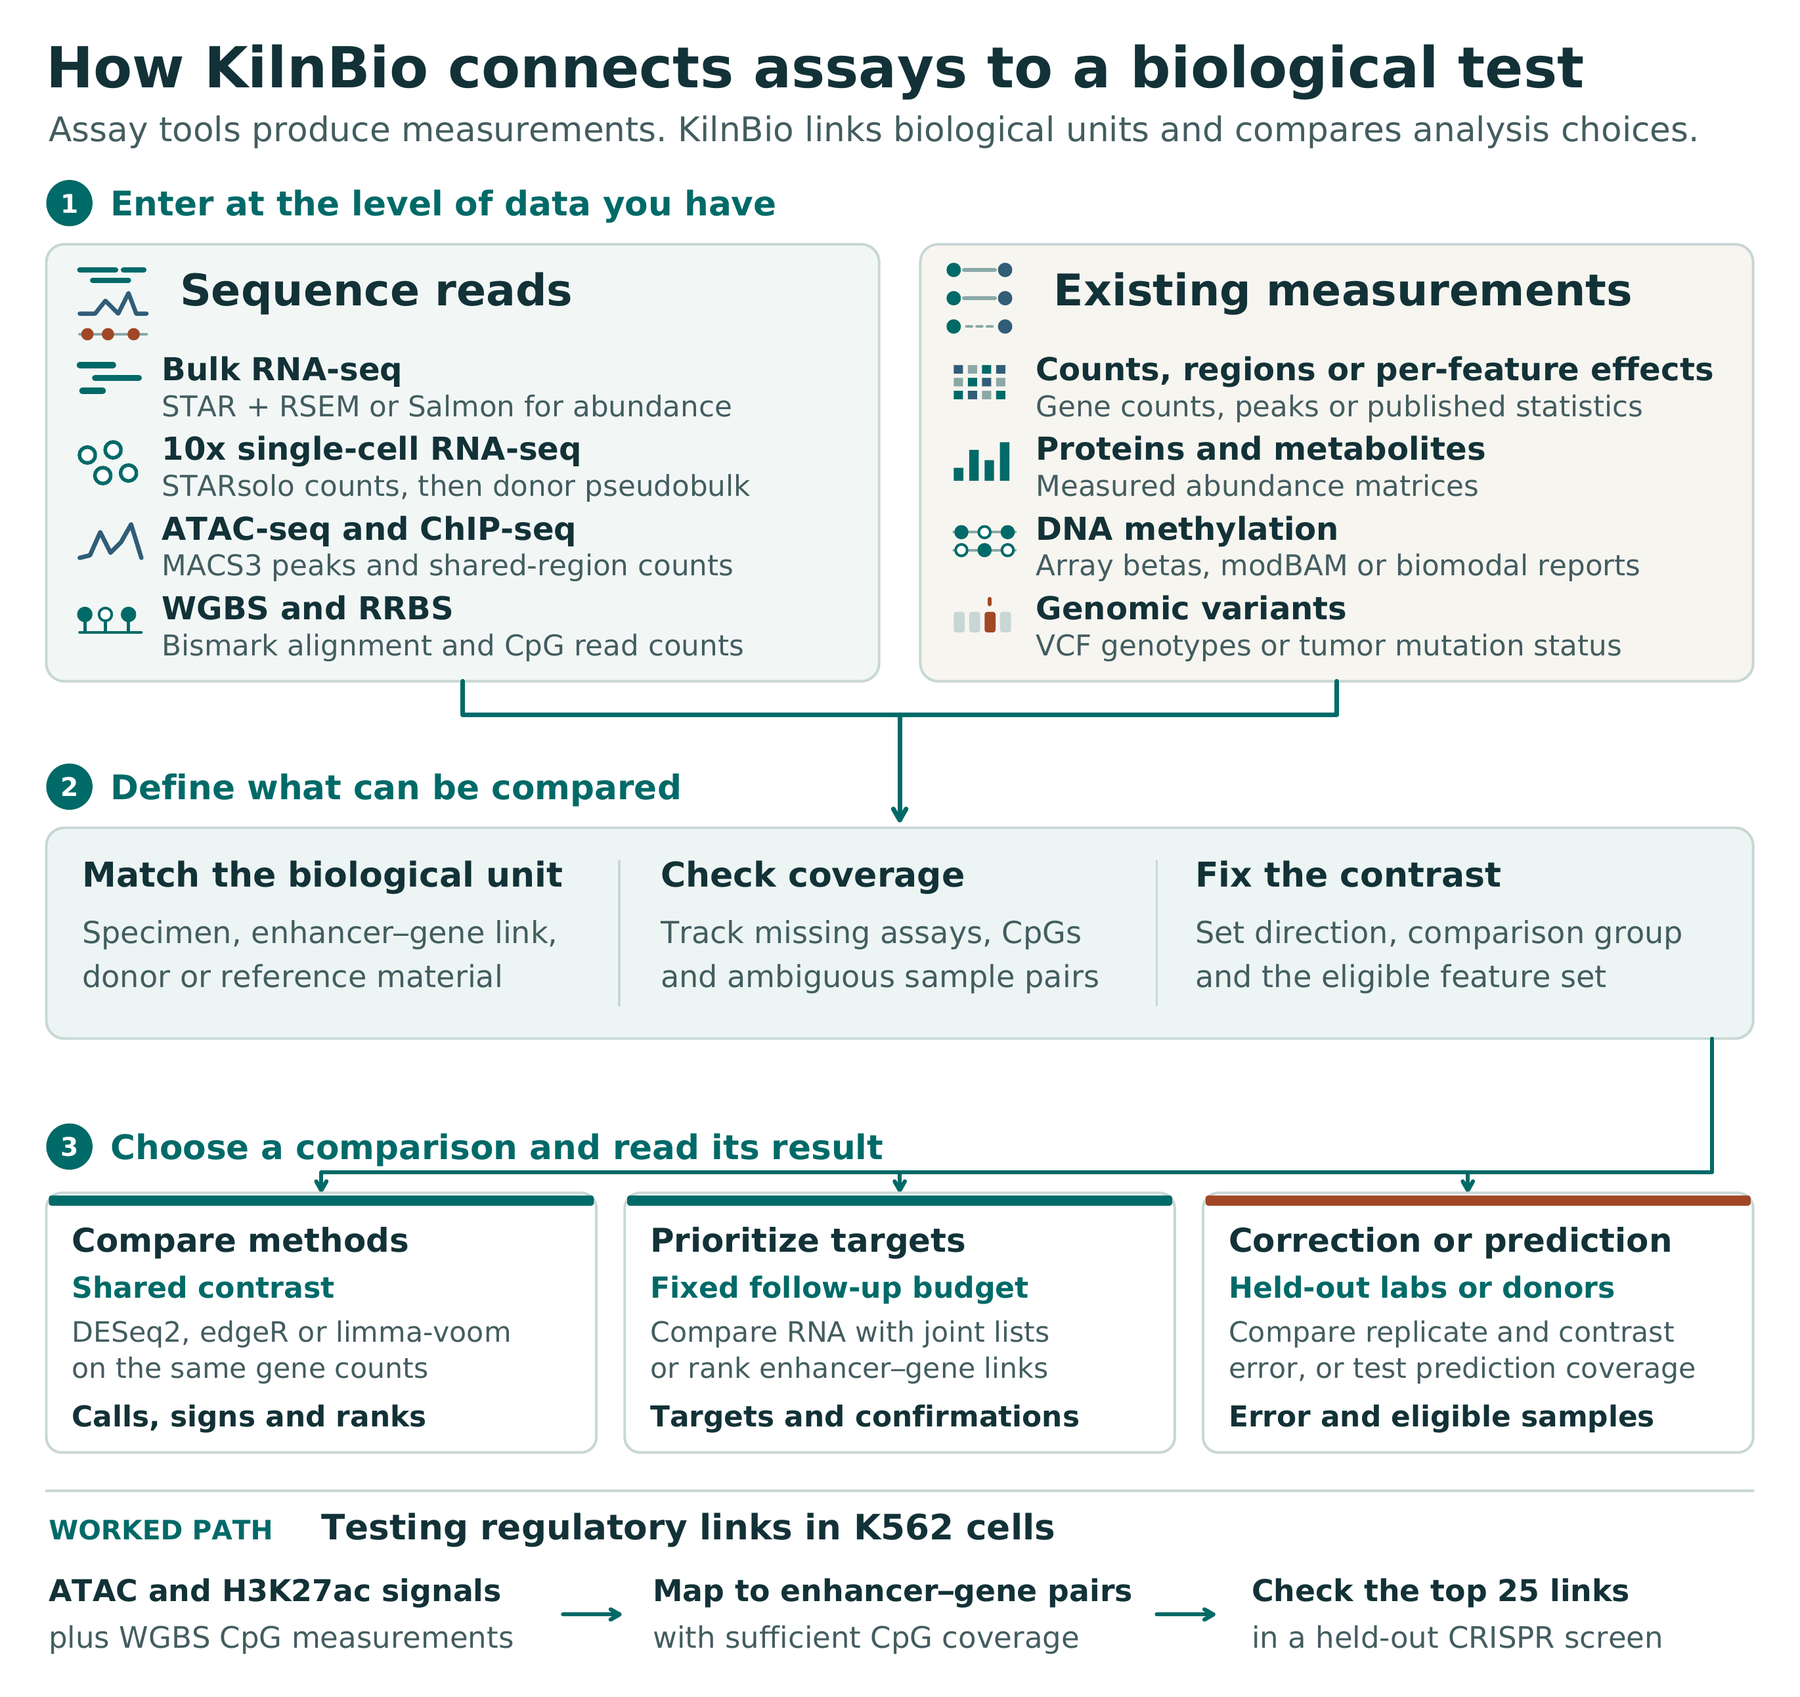 How KilnBio connects assays to a biological test
Assay tools produce measurements. KilnBio links biological units and compares analysis choices.
1 Enter at the level of data you have
Sequence reads
Bulk RNA-seq
STAR + RSEM or Salmon for abundance
10x single-cell RNA-seq
STARsolo counts, then donor pseudobulk
ATAC-seq and ChIP-seq
MACS3 peaks and shared-region counts
WGBS and RRBS
Bismark alignment and CpG read counts
Existing measurements
Counts, regions or per-feature effects
Gene counts, peaks or published statistics
Proteins and metabolites
Measured abundance matrices
DNA methylation
Array betas, modBAM or biomodal reports
Genomic variants
VCF genotypes or tumor mutation status
2 Define what can be compared
Match the biological unit
Specimen, enhancer–gene link,
donor or reference material
Check coverage
Track missing assays, CpGs
and ambiguous sample pairs
Fix the contrast
Set direction, comparison group
and the eligible feature set
3 Choose a comparison and read its result
Compare methods
Shared contrast
DESeq2, edgeR or limma-voom
on the same gene counts
Calls, signs and ranks
Prioritize targets
Fixed follow-up budget
Compare RNA with joint lists
or rank enhancer–gene links
Targets and confirmations
Correction or prediction
Held-out labs or donors
Compare replicate and contrast
error, or test prediction coverage
Error and eligible samples
WORKED PATH Testing regulatory links in K562 cells
ATAC and H3K27ac signals
plus WGBS CpG measurements
Map to enhancer–gene pairs
with sufficient CpG coverage
Check the top 25 links
in a held-out CRISPR screen